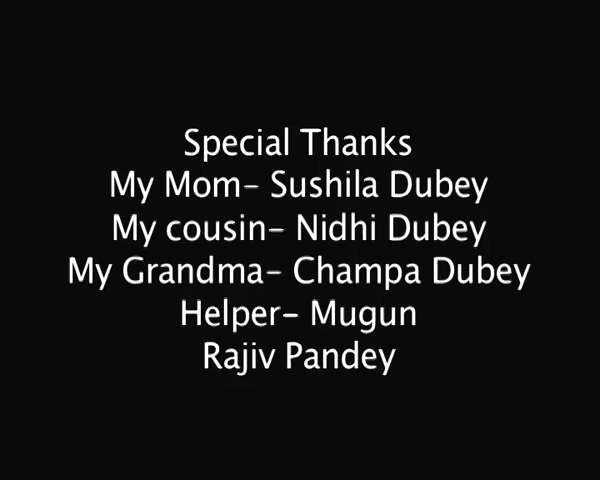 Special Thanks
My Mom- Sushila Dubey
My cousin- Nidhi Dubey
My Grandma- Champa Dubey
Helper- Mugun
Rajiv Pandey